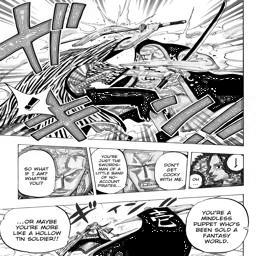 !
DON'T
GET
COCKY
WITH ME.
YOU'RE
JUST THE
SWORDS-
MAN OF A
LITTLE BAND
OF NO-
ACCOUNT
PIRATES...
SO WHAT
IF I AM?
WHAT'RE
YOU?
YOU'RE A
MINDLESS
PUPPET WHO'S
BEEN SOLD
A FANTASY
WORLD.
...OR MAYBE
YOU'RE MORE
LIKE A HOLLOW
TIN SOLDIER!!